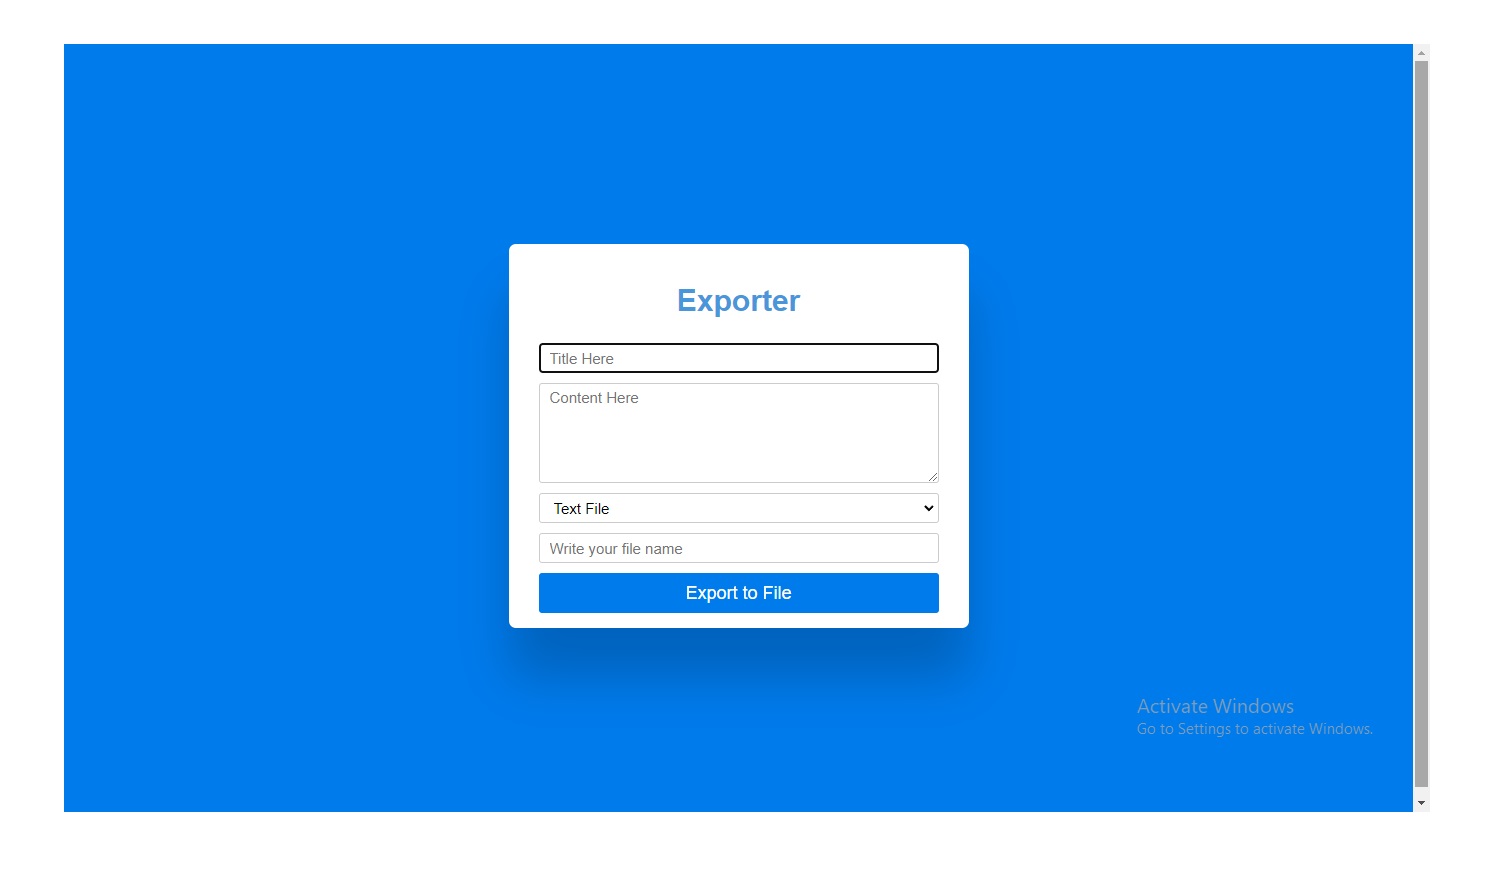 Exporter
Title Here
Content Here
Text File
Write your file name
Export to File
Activate Windows
Go to Settings to activate Windows.